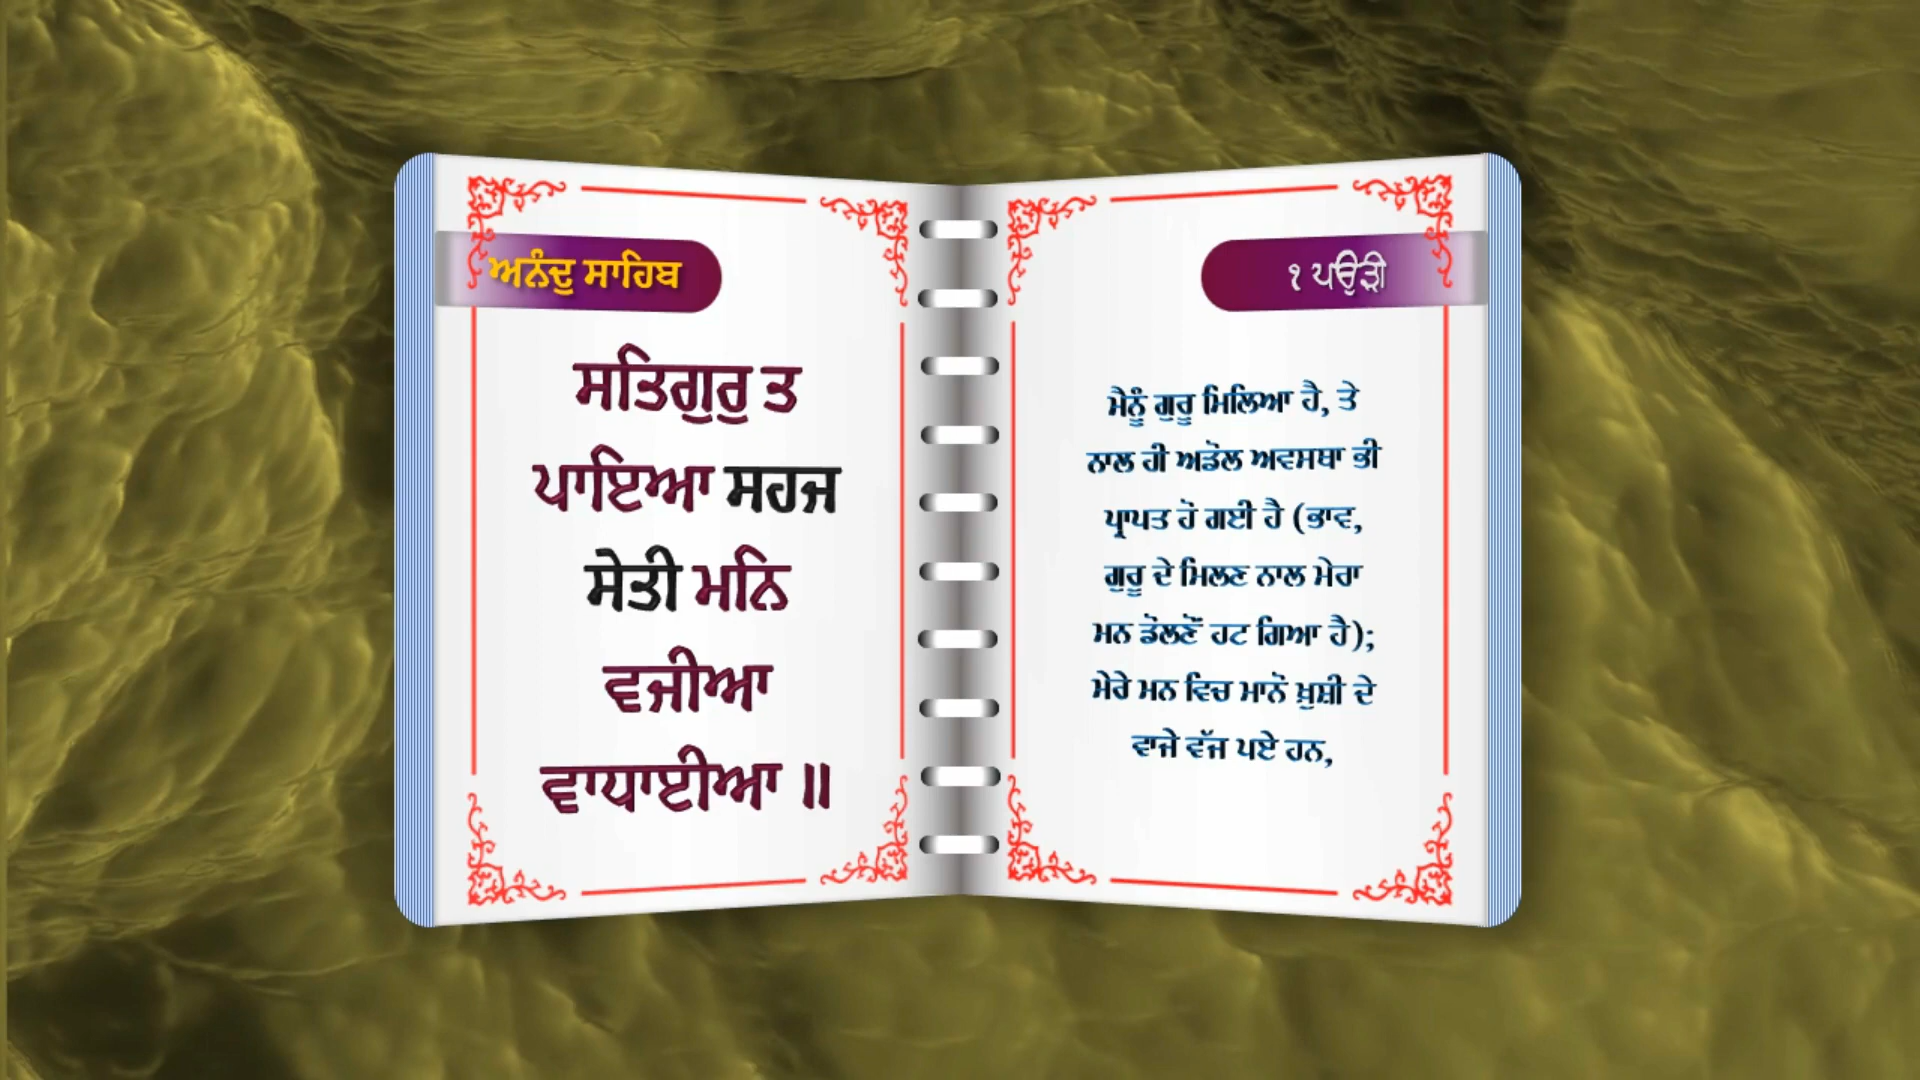 ਅਨੰਦੁ ਸਾਹਿਬ
ਸਤਿਗੁਰੁ ਤ
ਪਾਇਆ ਸਹਜ
ਸੇਤੀ ਮਨਿ
ਵਜੀਆ
ਵਾਧਾਈਆ ॥
੧ ਪਉੜੀ
ਮੈਨੂੰ ਗੁਰੂ ਮਿਲਿਆ ਹੈ, ਤੇ
ਨਾਲ ਹੀ ਅਡੋਲ ਅਵਸਥਾ ਭੀ
ਪ੍ਰਾਪਤ ਹੋ ਗਈ ਹੈ (ਭਾਵ,
ਗੁਰੂ ਦੇ ਮਿਲਣ ਨਾਲ ਮੇਰਾ
ਮਨ ਡੋਲਣੋਂ ਹਟ ਗਿਆ ਹੈ);
ਮੇਰੇ ਮਨ ਵਿਚ ਮਾਨੋ ਖ਼ੁਸ਼ੀ ਦੇ
ਵਾਜੇ ਵੱਜ ਪਏ ਹਨ,